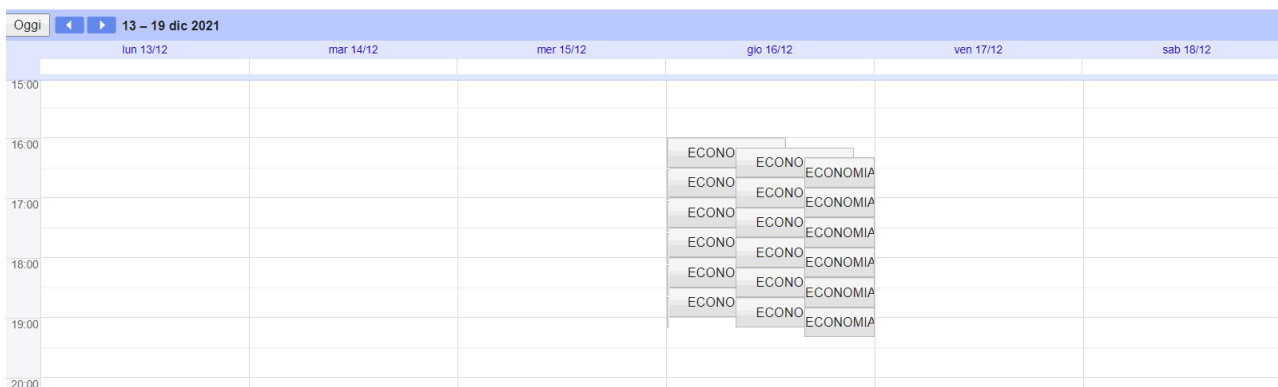 Oggi 13 – 19 dic 2021
lun 13/12 mar 14/12 mer 15/12 gio 16/12 ven 17/12 sab 18/12
15:00
16:00
ECONO ECONO ECONOMIA
ECONO ECONO ECONOMIA
17:00
ECONO ECONO ECONOMIA
ECONO ECONO ECONOMIA
18:00
ECONO ECONO ECONOMIA
ECONO ECONO ECONOMIA
19:00
20:00